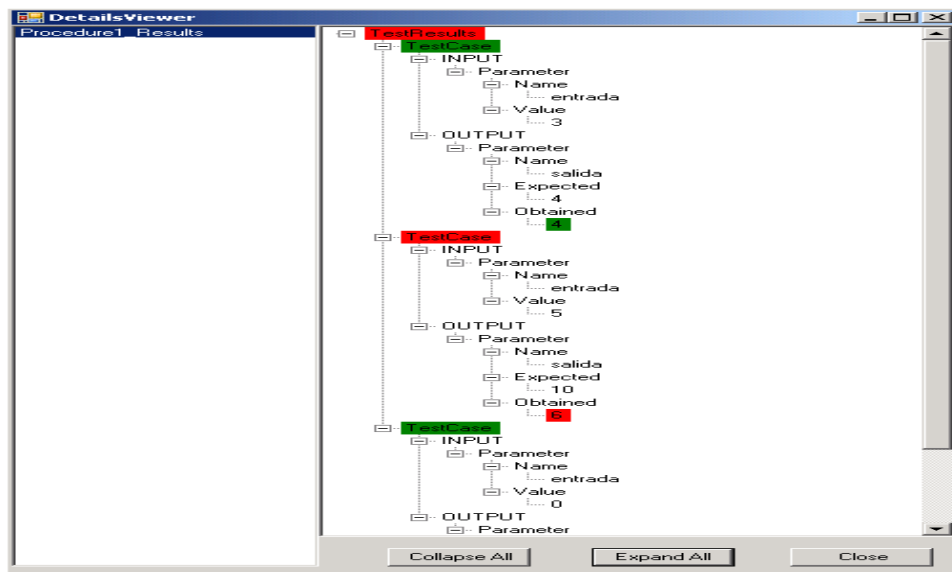 DetailsViewer
Procedure1_Results
TestResults
TestCase
INPUT
Parameter
Name
entrada
Value
3
OUTPUT
Parameter
Name
salida
Expected
4
Obtained
4
TestCase
INPUT
Parameter
Name
entrada
Value
5
OUTPUT
Parameter
Name
salida
Expected
10
Obtained
6
TestCase
INPUT
Parameter
Name
entrada
Value
0
OUTPUT
Parameter
Collapse All
Expand All
Close